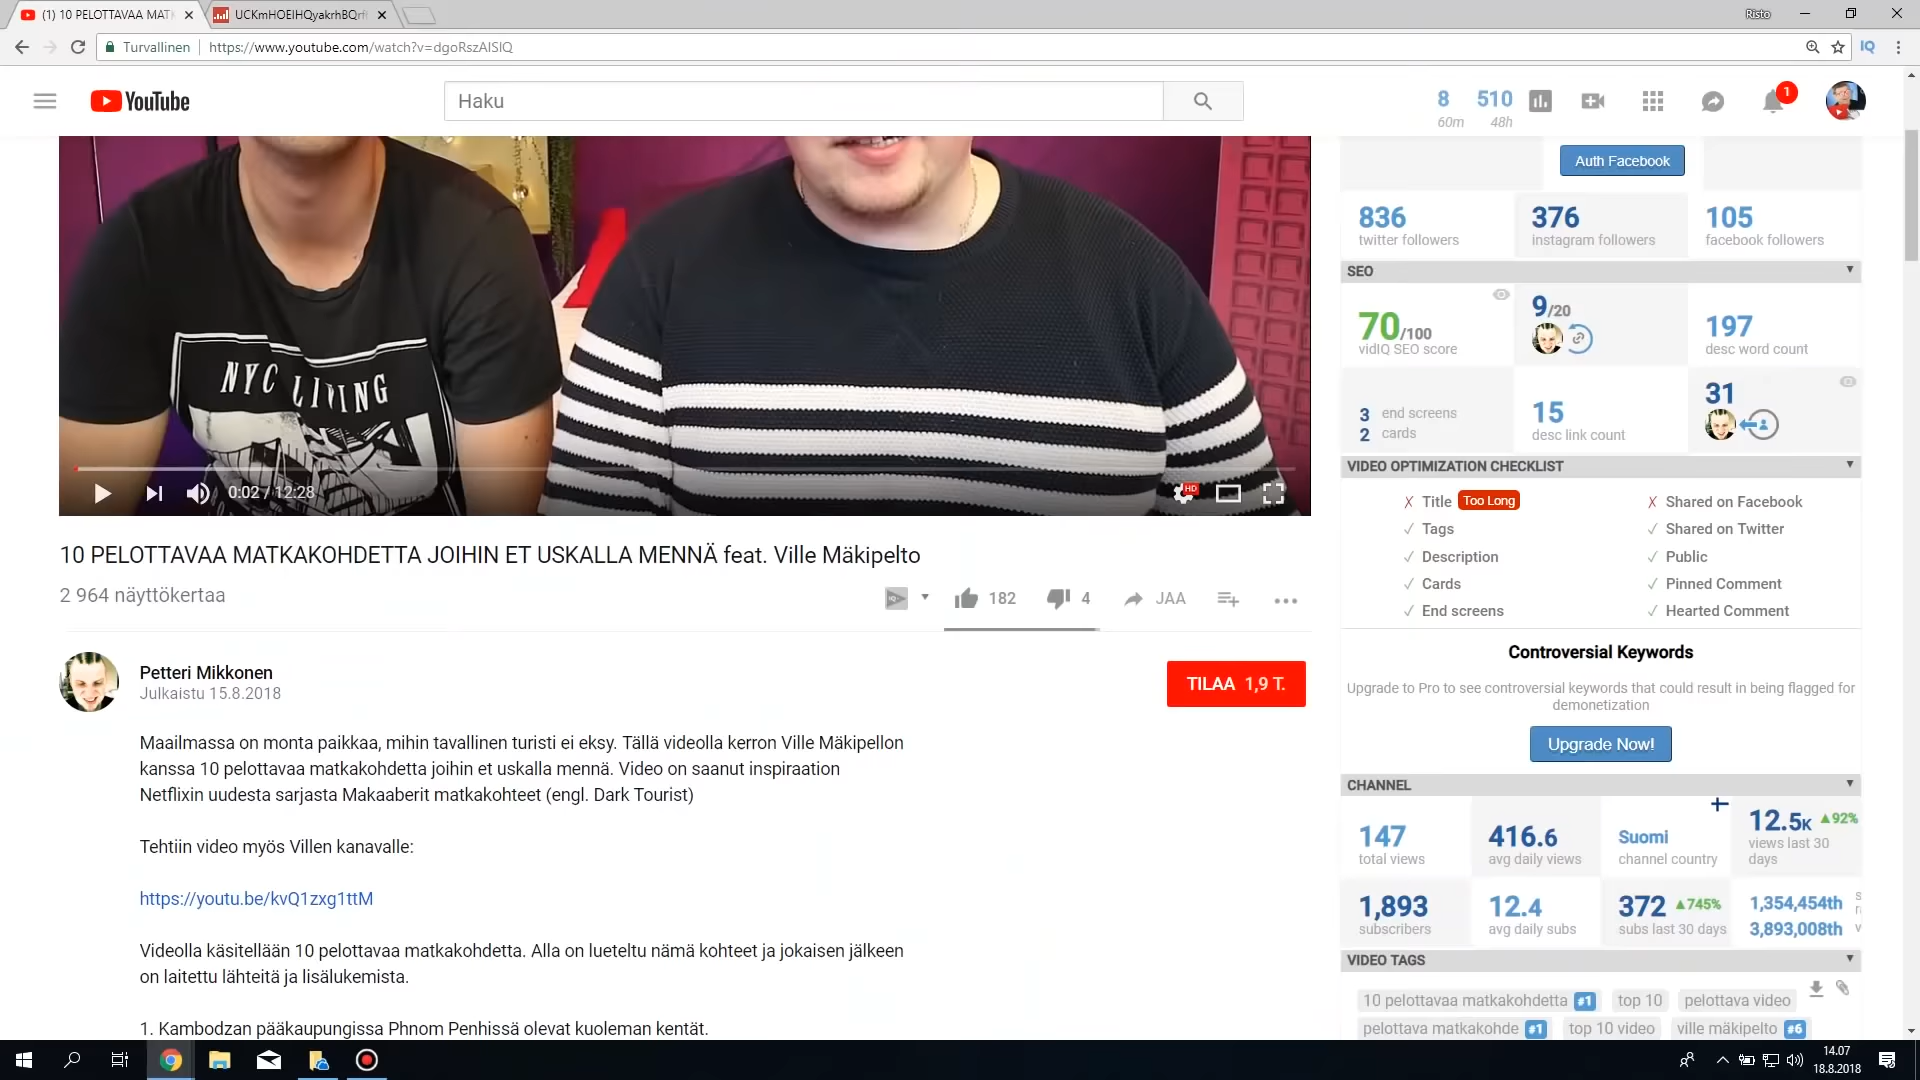 (1) 10 PELOTTAVAA MAT
UCKmHOEIHQyakrhBQrf
Risto
Turvallinen
https://www.youtube.com/watch?v=dgoRszAlSlQ
IQ
YouTube
Haku
8
60m
510
48h
1
Auth Facebook
836
twitter followers
376
instagram followers
105
facebook followers
SEO
70/100
vidIQ SEO score
9/20
197
desc word count
3 end screens
2 cards
15
desc link count
31
NYC LIVING
0:02 / 12:28
HD
VIDEO OPTIMIZATION CHECKLIST
Title Too Long
Tags
Description
Cards
End screens
Shared on Facebook
Shared on Twitter
Public
Pinned Comment
Hearted Comment
10 PELOTTAVAA MATKAKOHDETTA JOIHIN ET USKALLA MENNÄ feat. Ville Mäkipelto
2 964 näyttökertaa
182
4
JAA
Petteri Mikkonen
Julkaistu 15.8.2018
TILAA 1,9 T.
Maailmassa on monta paikkaa, mihin tavallinen turisti ei eksy. Tällä videolla kerron Ville Mäkipellon
kanssa 10 pelottavaa matkakohdetta joihin et uskalla mennä. Video on saanut inspiraation
Netflixin uudesta sarjasta Makaaberit matkakohteet (engl. Dark Tourist)
Tehtiin video myös Villen kanavalle:
https://youtu.be/kvQ1zxg1ttM
Videolla käsitellään 10 pelottavaa matkakohdetta. Alla on lueteltu nämä kohteet ja jokaisen jälkeen
on laitettu lähteitä ja lisälukemista.
1. Kambodzan pääkaupungissa Phnom Penhissä olevat kuoleman kentät.
Controversial Keywords
Upgrade to Pro to see controversial keywords that could result in being flagged for
demonetization
Upgrade Now!
CHANNEL
147
total views
416.6
avg daily views
Suomi
channel country
12.5K 92%
views last 30
days
1,893
subscribers
12.4
avg daily subs
372 745%
subs last 30 days
1,354,454th
3,893,008th
VIDEO TAGS
10 pelottavaa matkakohdetta #1
top 10
pelottava video
pelottava matkakohde #1
top 10 video
ville mäkipelto #6
14.07
18.8.2018